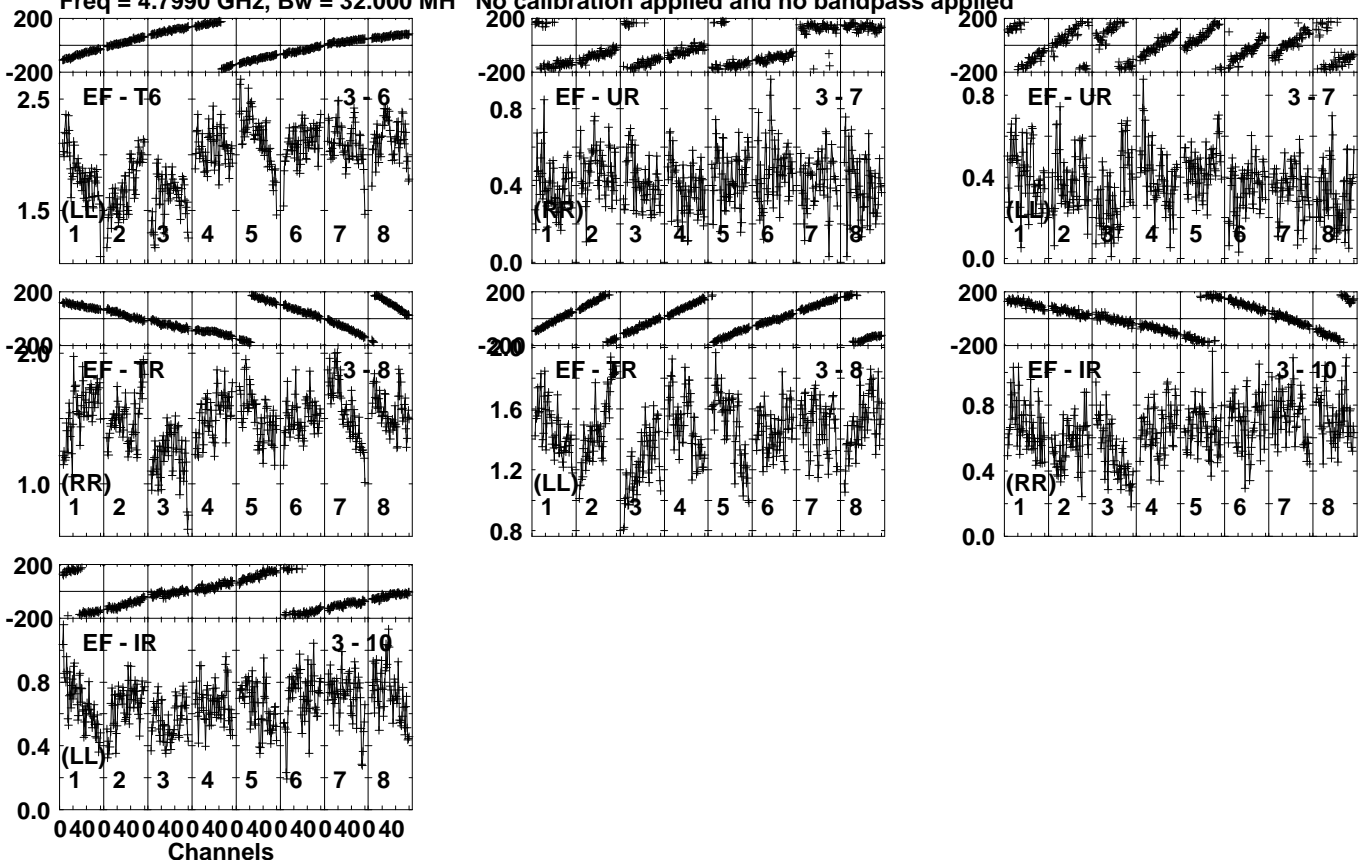 Freq = 4.7990 GHz, Bw = 32.000 MH No calibration applied and no bandpass applied
200
-200
EF - T6 3 - 6
2.5
1.5
(LL)
1 2 3 4 5 6 7 8
200
-200
EF - UR 3 - 7
0.8
0.4
0.0
(RR)
1 2 3 4 5 6 7 8
200
-200
EF - UR 3 - 7
0.8
0.4
0.0
(LL)
1 2 3 4 5 6 7 8
200
-200
2.0
EF - TR 3 - 8
1.0
(RR)
1 2 3 4 5 6 7 8
200
-200
2.0
EF - TR 3 - 8
1.6
1.2
0.8
(LL)
1 2 3 4 5 6 7 8
200
-200
EF - IR 3 - 10
0.8
0.4
0.0
(RR)
1 2 3 4 5 6 7 8
200
-200
EF - IR 3 - 10
0.8
0.4
0.0
(LL)
1 2 3 4 5 6 7 8
0 40 0 40 0 40 0 40 0 40 0 40 0 40 0 40
Channels